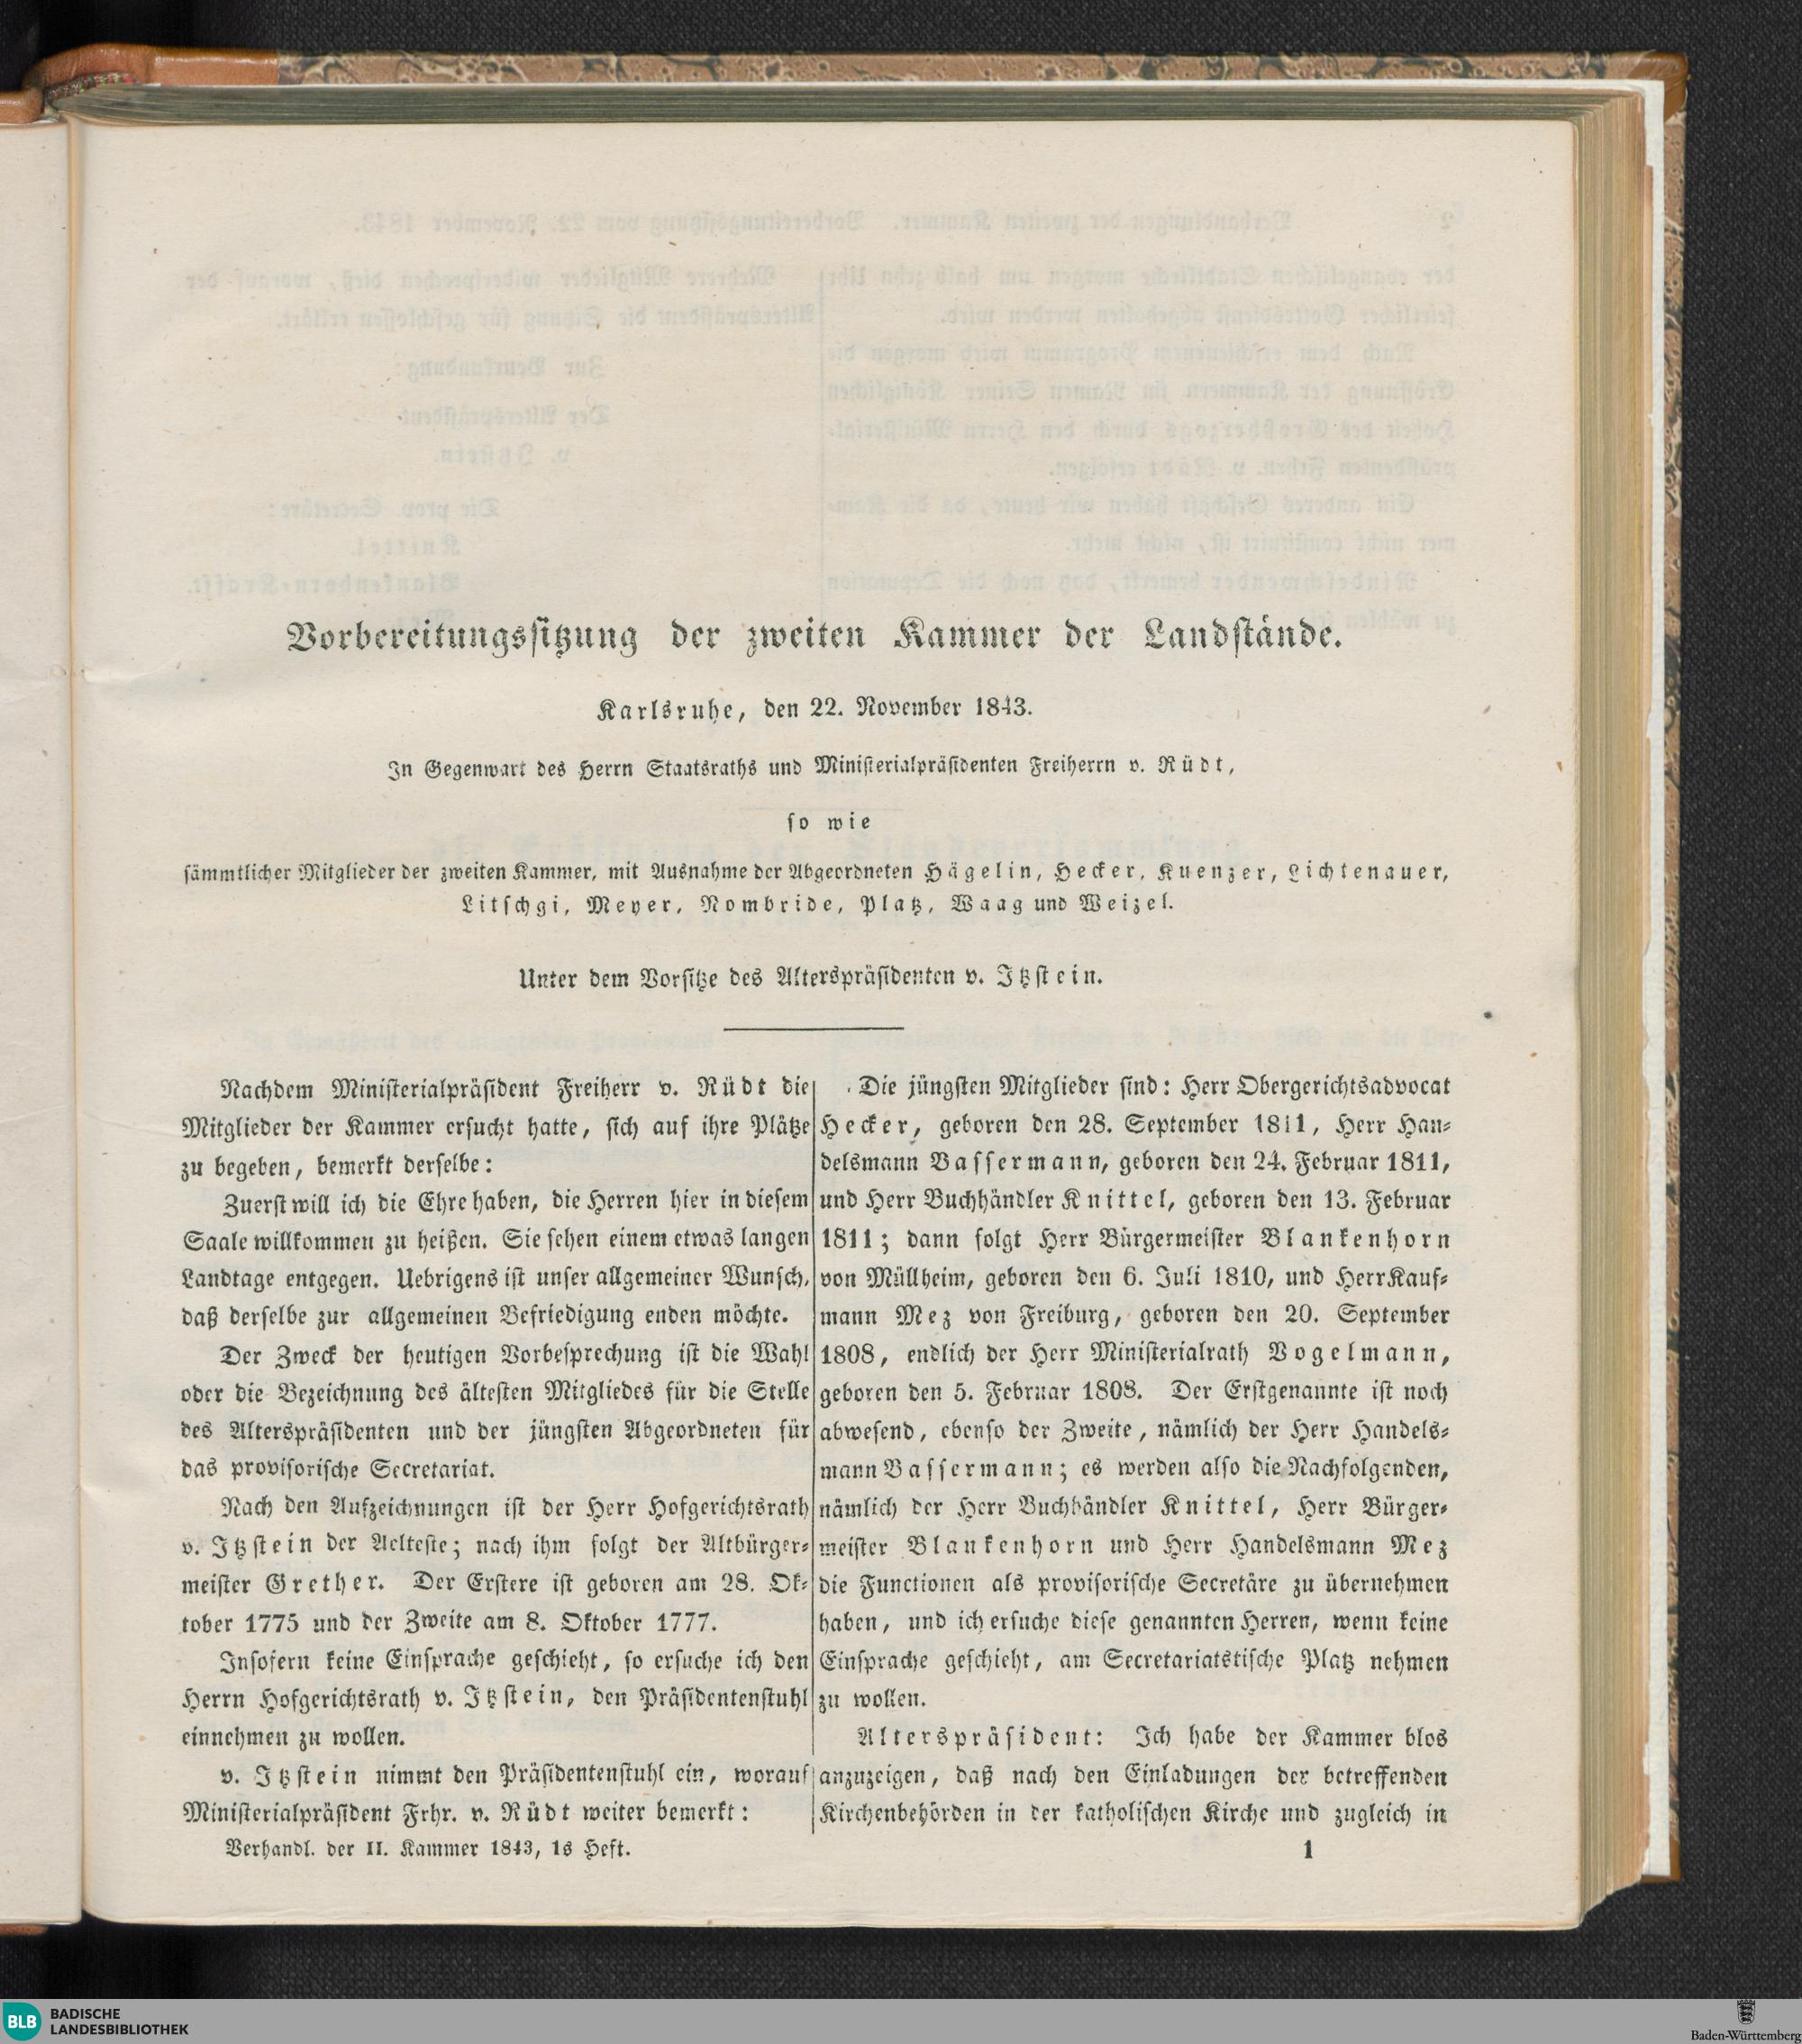 Vorbereitungssitzung der zweiten Kammer der Landstände.
Karlsruhe, den 22. November 1843.
In Gegenwart des Herrn Staatsraths und Ministerialpräsidenten Freiherrn v. Rüdt,
so wie
sämmtlicher Mitglieder der zweiten Kammer, mit Ausnahme der Abgeordneten Hägelin, Hecker, Kuenzer, Lichtenauer,
Litschgi, Meyer, Nombride, Platz, Waag und Weizel.
Unter dem Vorsitze des Alterspräsidenten v. Itzstein.
Nachdem Ministerialpräsident Freiherr v. Rüdt die
Mitglieder der Kammer ersucht hatte, sich auf ihre Plätze
zu begeben, bemerkt derselbe:
Zuerst will ich die Ehre haben, die Herren hier in diesem
Saale willkommen zu heißen. Sie sehen einem etwas langen
Landtage entgegen. Uebrigens ist unser allgemeiner Wunsch,
daß derselbe zur allgemeinen Befriedigung enden möchte.
Der Zweck der heutigen Vorbesprechung ist die Wahl
oder die Bezeichnung des ältesten Mitgliedes für die Stelle
des Alterspräsidenten und der jüngsten Abgeordneten für
das provisorische Secretariat.
Nach den Aufzeichnungen ist der Herr Hofgerichtsrath
v. Itzstein der Aelteste; nach ihm folgt der Altbürger-
meister Grether. Der Erstere ist geboren am 28. Ok-
tober 1775 und der Zweite am 8. Oktober 1777.
Insofern keine Einsprache geschieht, so ersuche ich den
Herrn Hofgerichtsrath v. Itzstein, den Präsidentenstuhl
einnehmen zu wollen.
v. Itzstein nimmt den Präsidentenstuhl ein, worauf
Ministerialpräsident Frhr. v. Rüdt weiter bemerkt:
Die jüngsten Mitglieder sind: Herr Obergerichtsadvocat
Hecker, geboren den 28. September 1811, Herr Han-
delsmann Bassermann, geboren den 24. Februar 1811,
und Herr Buchhändler Knittel, geboren den 13. Februar
1811; dann folgt Herr Bürgermeister Blankenhorn
von Müllheim, geboren den 6. Juli 1810, und Herr Kauf-
mann Mez von Freiburg, geboren den 20. September
1808, endlich der Herr Ministerialrath Vogelmann,
geboren den 5. Februar 1808. Der Erstgenannte ist noch
abwesend, ebenso der Zweite, nämlich der Herr Handels-
mann Bassermann; es werden also die Nachfolgenden,
nämlich der Herr Buchhändler Knittel, Herr Bürger-
meister Blankenhorn und Herr Handelsmann Mez
die Functionen als provisorische Secretäre zu übernehmen
haben, und ich ersuche diese genannten Herren, wenn keine
Einsprache geschieht, am Secretariatstische Platz nehmen
zu wollen.
Alterspräsident: Ich habe der Kammer blos
anzuzeigen, daß nach den Einladungen der betreffenden
Kirchenbehörden in der katholischen Kirche und zugleich in
Verhandl. der II. Kammer 1843, 1s Heft.
1
BLB
BADISCHE
LANDESBIBLIOTHEK
Baden-Württemberg